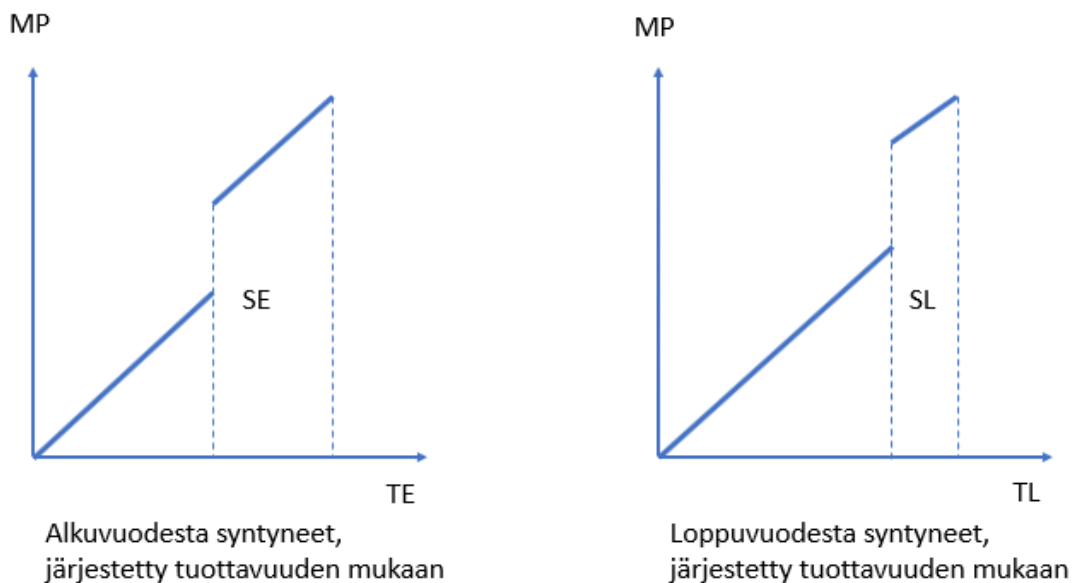 MP
SE
TE
Alkuvuodesta syntyneet,
järjestetty tuottavuuden mukaan
MP
SL
TL
Loppuvuodesta syntyneet,
järjestetty tuottavuuden mukaan